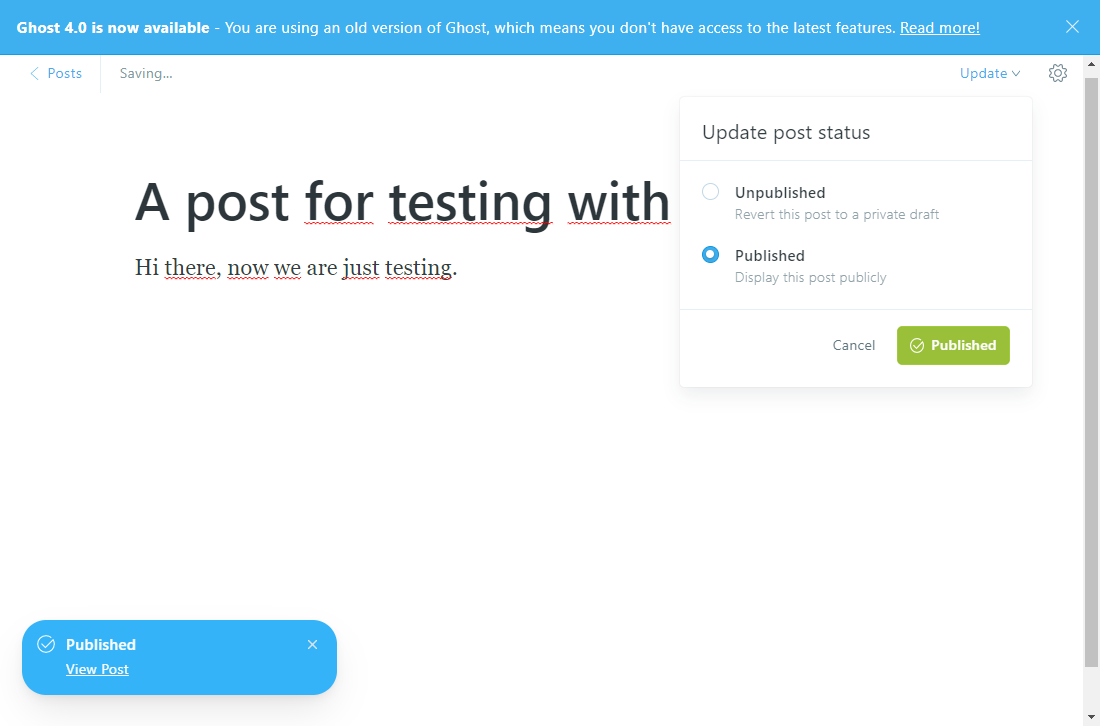 Ghost 4.0 is now available - You are using an old version of Ghost, which means you don't have access to the latest features. Read more!
Posts
Saving...
Update
Update post status
A post for testing with
Unpublished
Revert this post to a private draft
Hi there, now we are just testing.
Published
Display this post publicly
Cancel
Published
Published
View Post